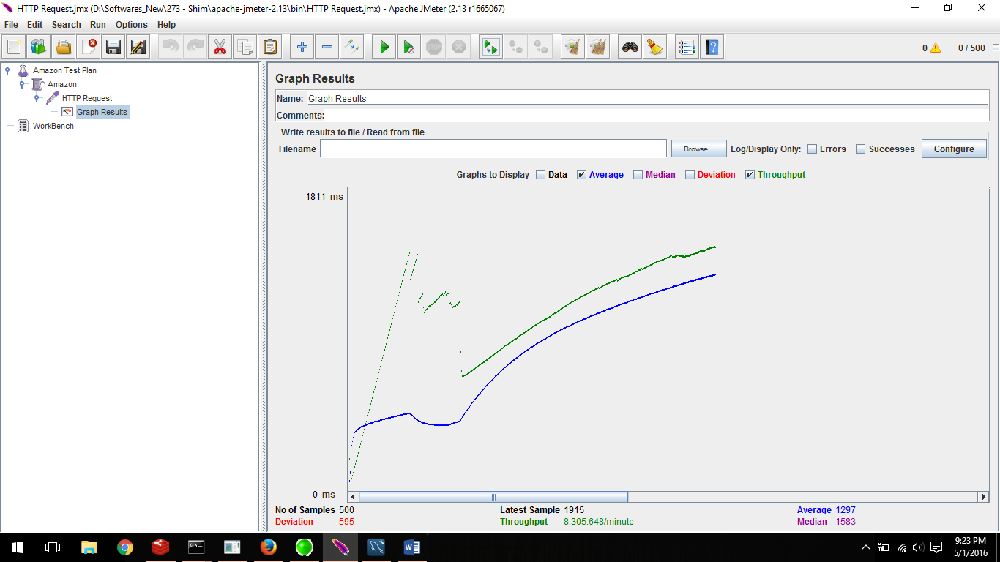 HTTP Request.jmx (D:\Softwares_New\273 - Shim\apache-jmeter-2.13\bin\HTTP Request.jmx) - Apache JMeter (2.13 r1665067)
File Edit Search Run Options Help
0 0 / 500
Amazon Test Plan
Amazon
HTTP Request
Graph Results
WorkBench
Graph Results
Name: Graph Results
Comments:
Write results to file / Read from file
Filename Browse... Log/Display Only: Errors Successes Configure
Graphs to Display Data Average Median Deviation Throughput
1811 ms
0 ms
No of Samples 500 Latest Sample 1915 Average 1297
Deviation 595 Throughput 8,305.648/minute Median 1583
9:23 PM
5/1/2016